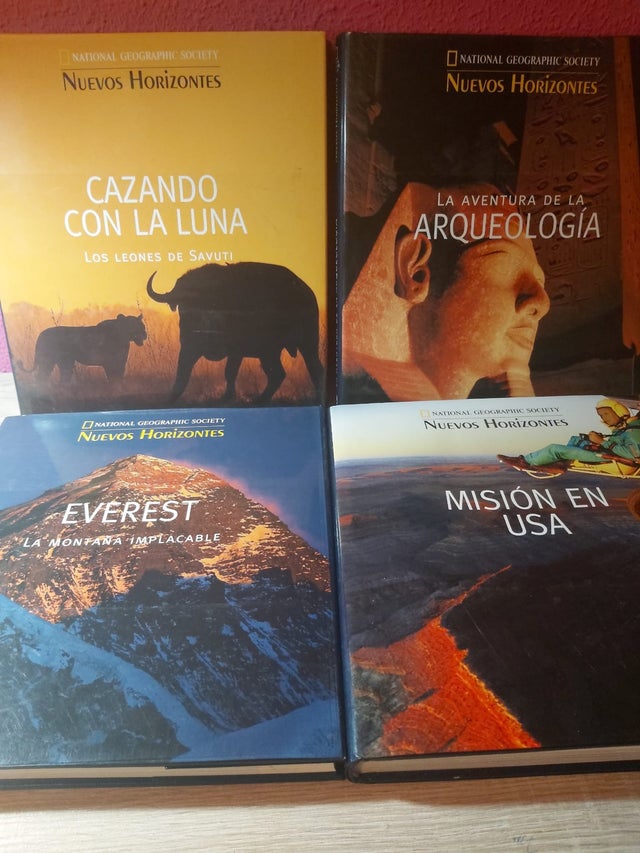 NATIONAL GEOGRAPHIC SOCIETY
NUEVOS HORIZONTES
CAZANDO
CON LA LUNA
LOS LEONES DE SAVUTI
NATIONAL GEOGRAPHIC SOCIETY
NUEVOS HORIZONTES
LA AVENTURA DE LA
ARQUEOLOGÍA
NATIONAL GEOGRAPHIC SOCIETY
NUEVOS HORIZONTES
EVEREST
LA MONTAÑA IMPLACABLE
NATIONAL GEOGRAPHIC SOCIETY
NUEVOS HORIZONTES
MISIÓN EN
USA